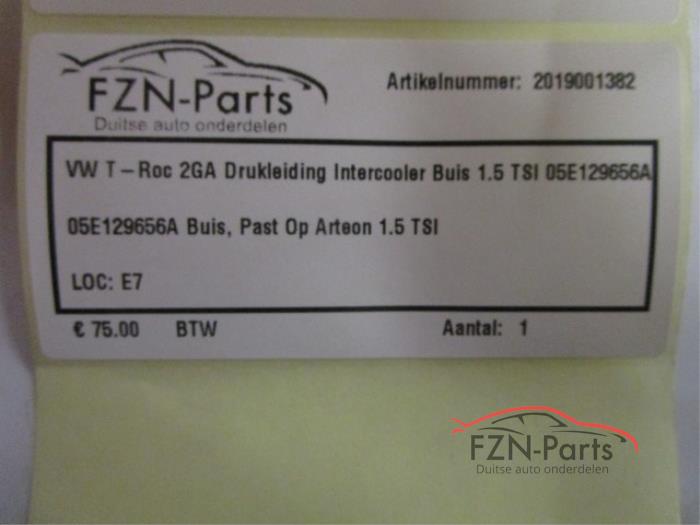 FZN-Parts
Duitse auto onderdelen
Artikelnummer: 2019001382
VW T-Roc 2GA Drukleiding Intercooler Buis 1.5 TSI 05E129656A
05E129656A Buis, Past Op Arteon 1.5 TSI
LOC: E7
€ 75.00 BTW Aantal: 1
FZN-Parts
Duitse auto onderdelen